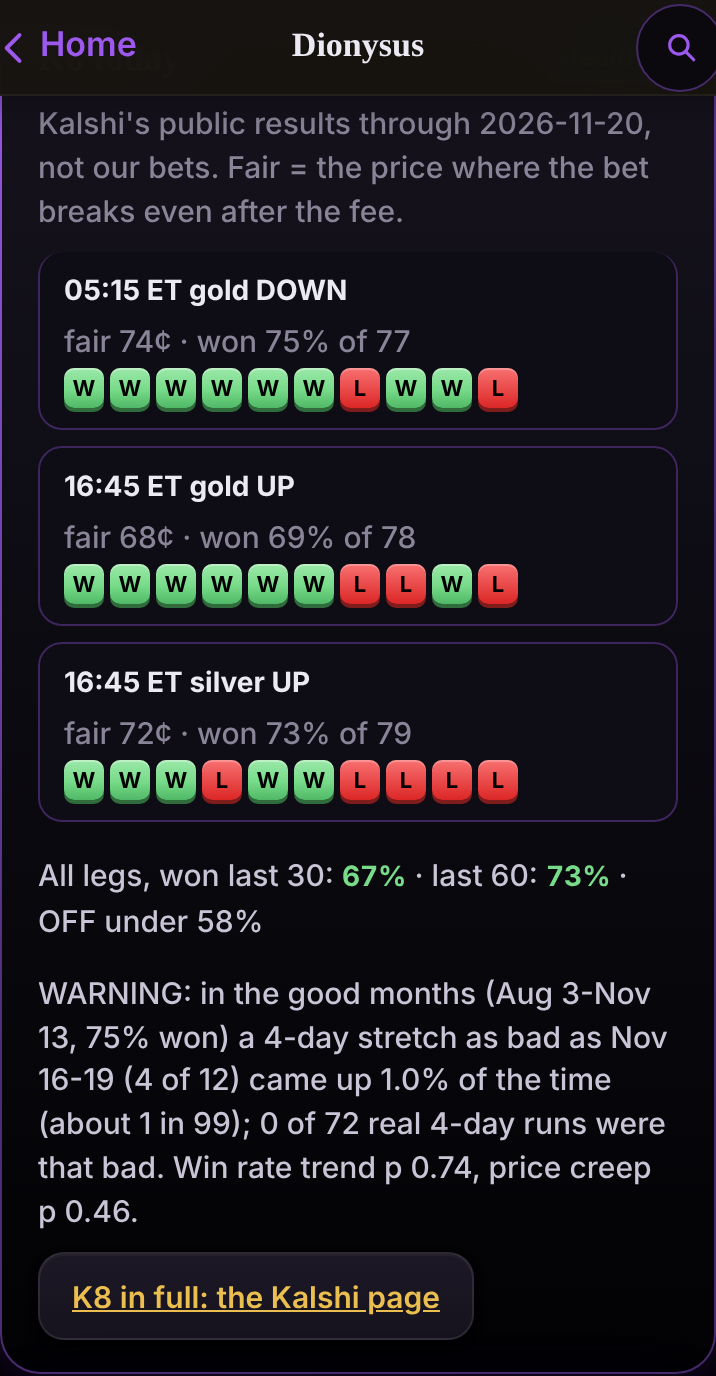 Home
Dionysus
Kalshi's public results through 2026-11-20,
not our bets. Fair = the price where the bet
breaks even after the fee.
05:15 ET gold DOWN
fair 74¢ · won 75% of 77
W W W W W W L W W L
16:45 ET gold UP
fair 68¢ · won 69% of 78
W W W W W W L L W L
16:45 ET silver UP
fair 72¢ · won 73% of 79
W W W L W W L L L L
All legs, won last 30: 67% · last 60: 73% ·
OFF under 58%
WARNING: in the good months (Aug 3-Nov
13, 75% won) a 4-day stretch as bad as Nov
16-19 (4 of 12) came up 1.0% of the time
(about 1 in 99); 0 of 72 real 4-day runs were
that bad. Win rate trend p 0.74, price creep
p 0.46.
K8 in full: the Kalshi page